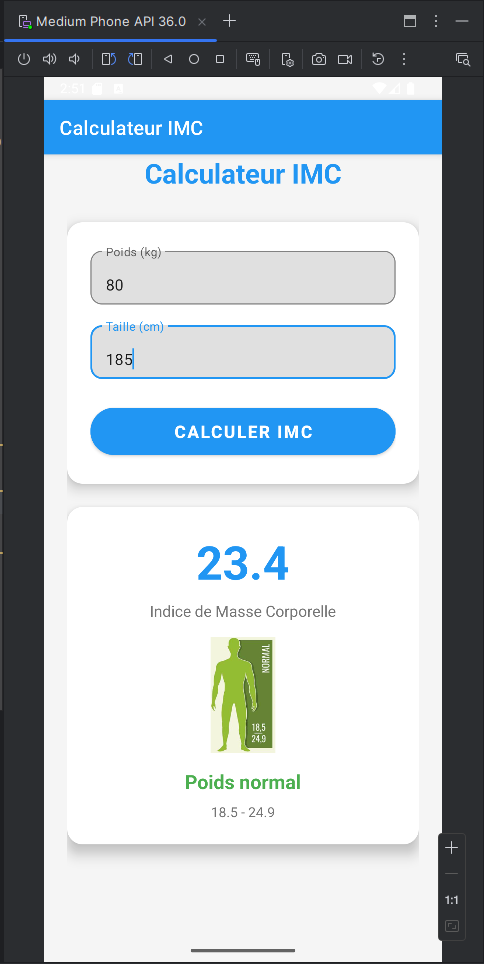 Medium Phone API 36.0
2:51
Calculateur IMC
Calculateur IMC
Poids (kg)
80
Taille (cm)
185
CALCULER IMC
23.4
Indice de Masse Corporelle
NORMAL
18,5
24.9
Poids normal
18.5 - 24.9
1:1